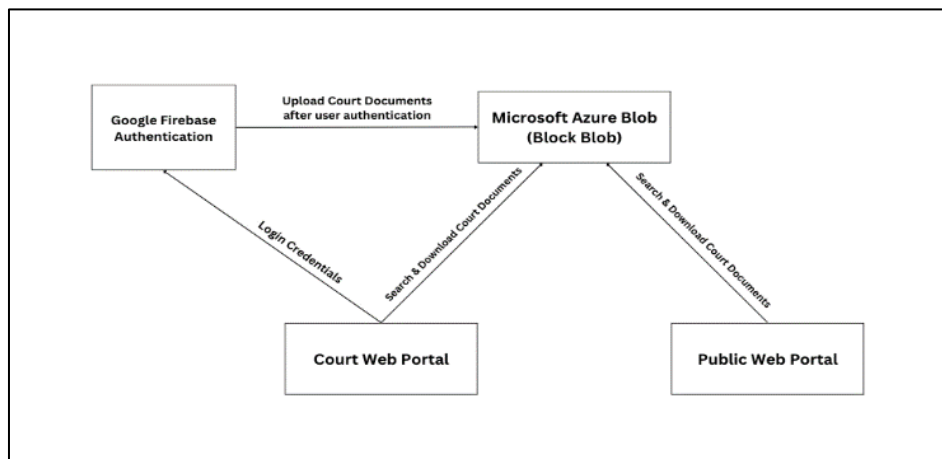 Google Firebase
Authentication
Upload Court Documents
after user authentication
Microsoft Azure Blob
(Block Blob)
Login Credentials
Search & Download Court Documents
Search & Download Court Documents
Court Web Portal
Public Web Portal